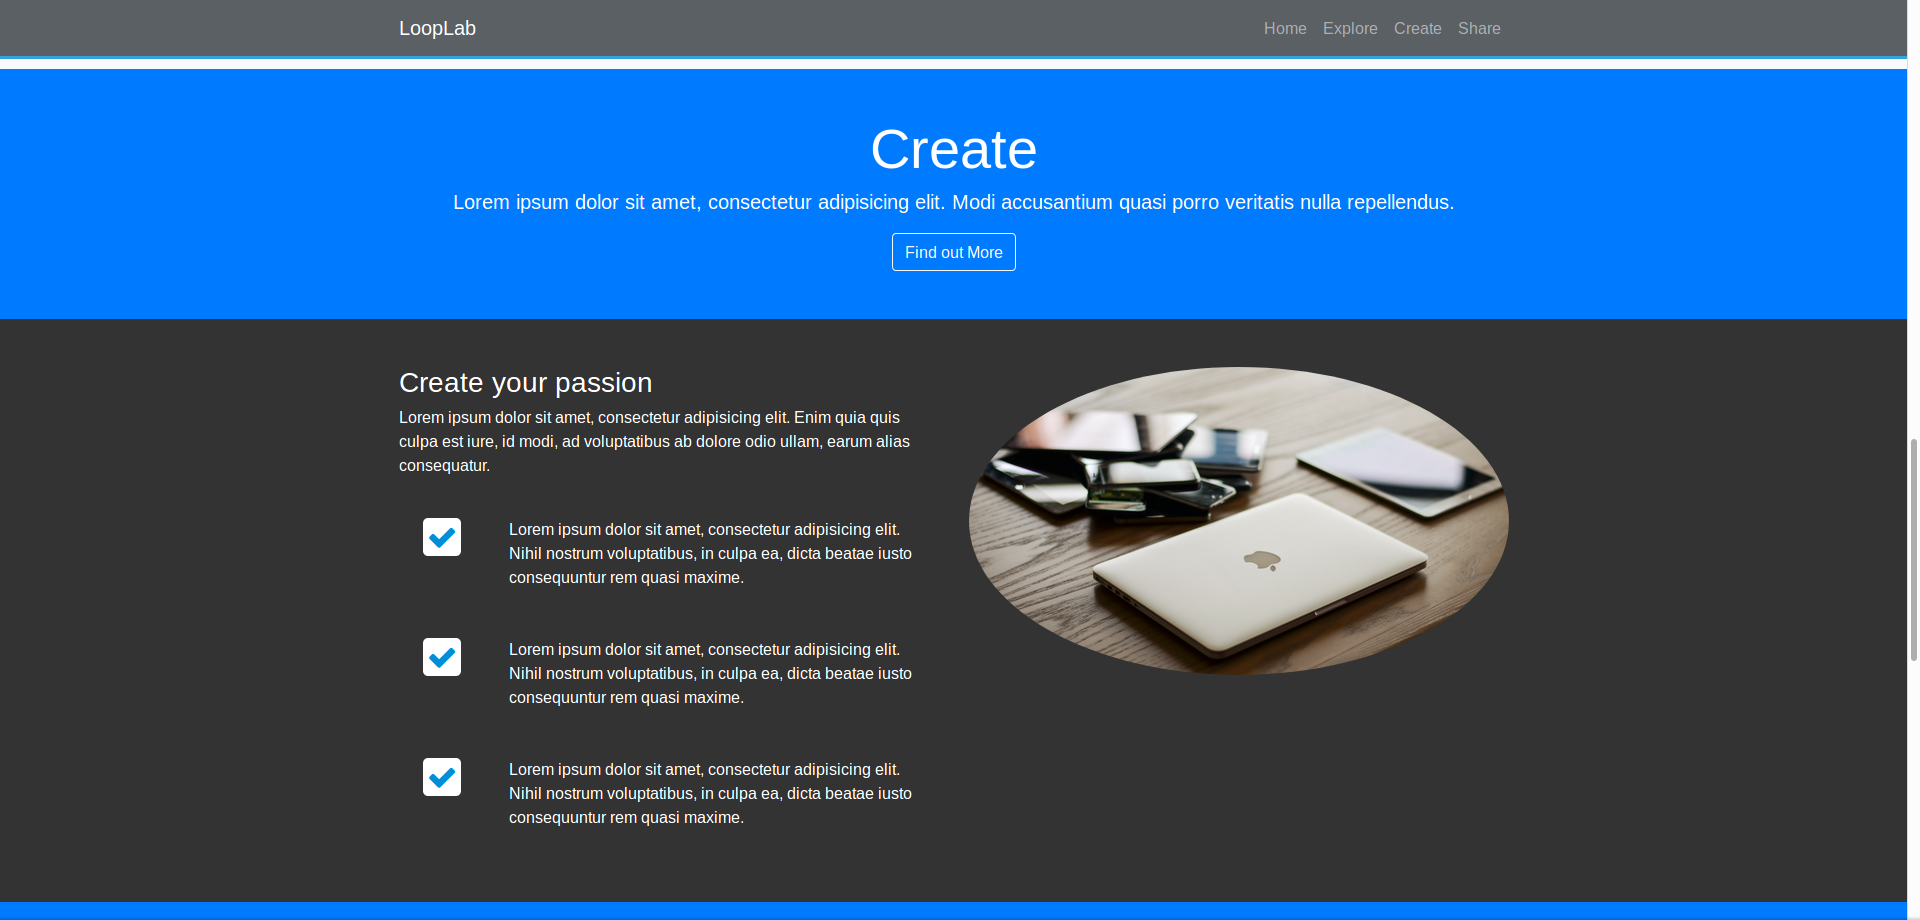 LoopLab
Home Explore Create Share
Create
Lorem ipsum dolor sit amet, consectetur adipisicing elit. Modi accusantium quasi porro veritatis nulla repellendus.
Find out More
Create your passion
Lorem ipsum dolor sit amet, consectetur adipisicing elit. Enim quia quis
culpa est iure, id modi, ad voluptatibus ab dolore odio ullam, earum alias
consequatur.
Lorem ipsum dolor sit amet, consectetur adipisicing elit.
Nihil nostrum voluptatibus, in culpa ea, dicta beatae iusto
consequuntur rem quasi maxime.
Lorem ipsum dolor sit amet, consectetur adipisicing elit.
Nihil nostrum voluptatibus, in culpa ea, dicta beatae iusto
consequuntur rem quasi maxime.
Lorem ipsum dolor sit amet, consectetur adipisicing elit.
Nihil nostrum voluptatibus, in culpa ea, dicta beatae iusto
consequuntur rem quasi maxime.